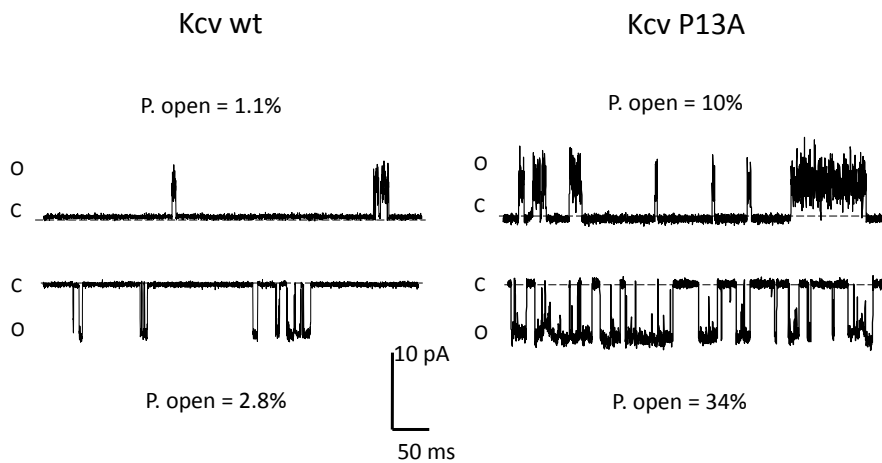 Kcv wt
Kcv P13A
P. open = 1.1%
P. open = 10%
O
C
O
C
C
O
C
O
10 pA
50 ms
P. open = 2.8%
P. open = 34%